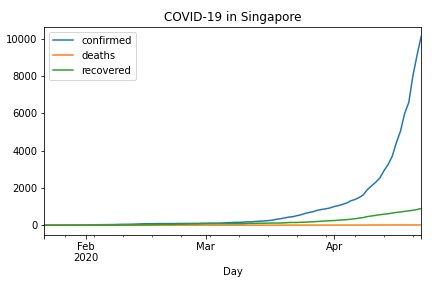 COVID-19 in Singapore
confirmed
deaths
recovered
10000
8000
6000
4000
2000
0
Feb
2020
Mar
Apr
Day